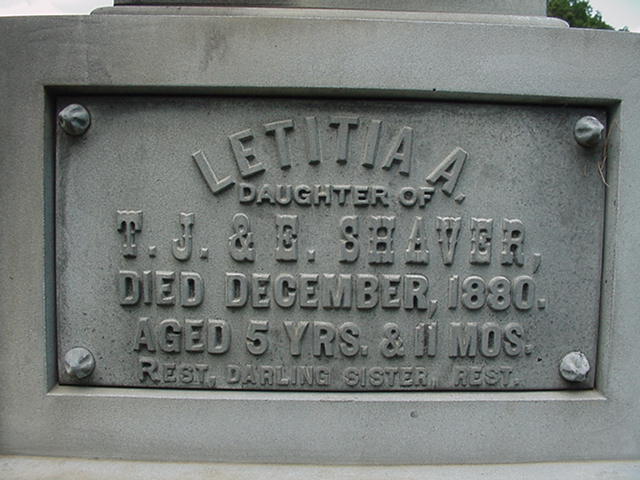 LETITIA A.
DAUGHTER OF
T. J. & E. SHAVER,
DIED DECEMBER, 1880.
AGED 5 YRS. & 11 MOS.
REST, DARLING SISTER, REST.